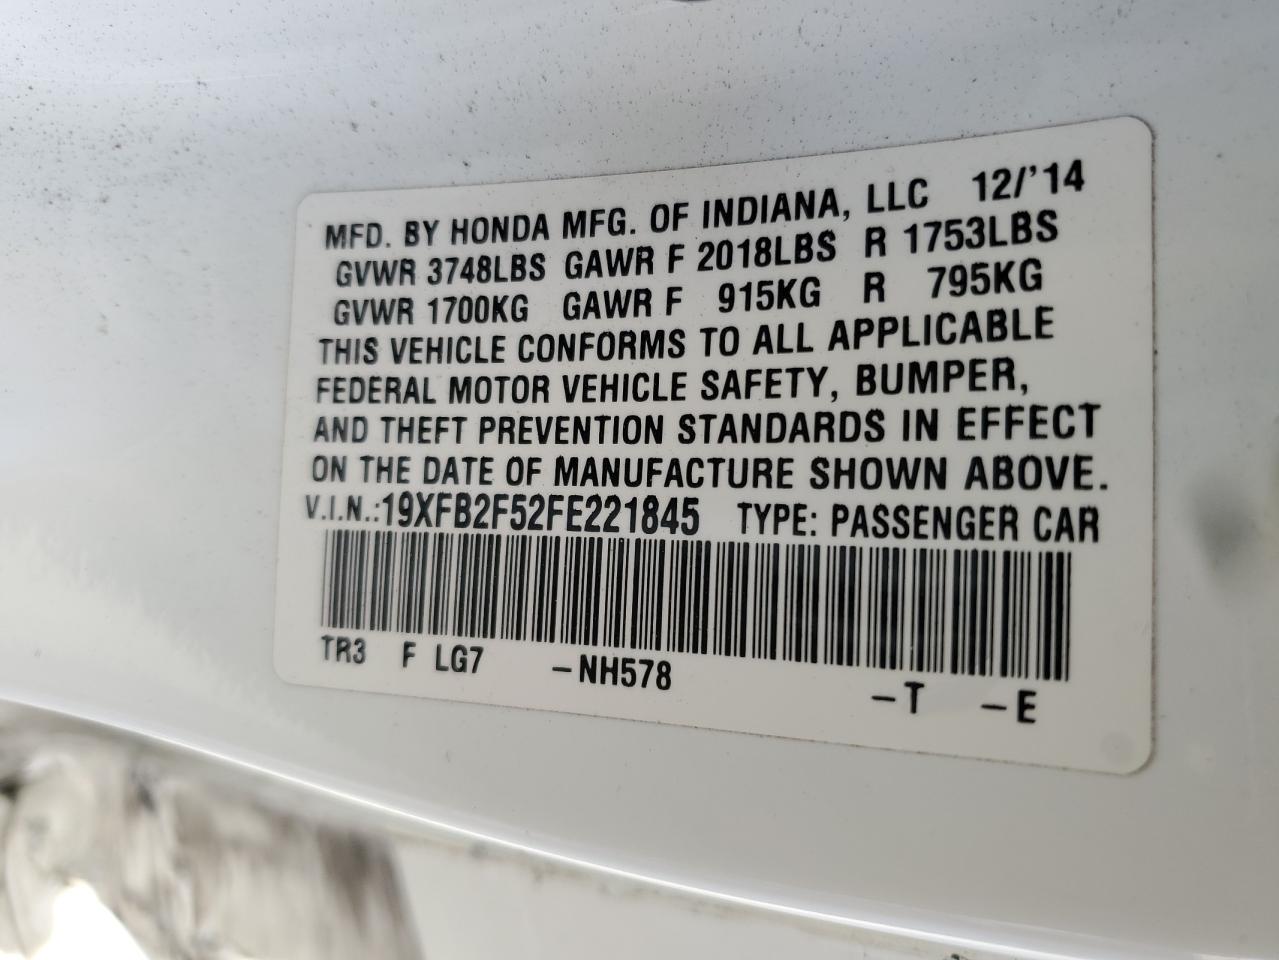 MFD. BY HONDA MFG. OF INDIANA, LLC 12/'14
GVWR 3748LBS GAWR F 2018LBS R 1753LBS
GVWR 1700KG GAWR F 915KG R 795KG
THIS VEHICLE CONFORMS TO ALL APPLICABLE
FEDERAL MOTOR VEHICLE SAFETY, BUMPER,
AND THEFT PREVENTION STANDARDS IN EFFECT
ON THE DATE OF MANUFACTURE SHOWN ABOVE.
V.I.N.:19XFB2F52FE221845 TYPE: PASSENGER CAR
TR3 F LG7 -NH578 -T -E